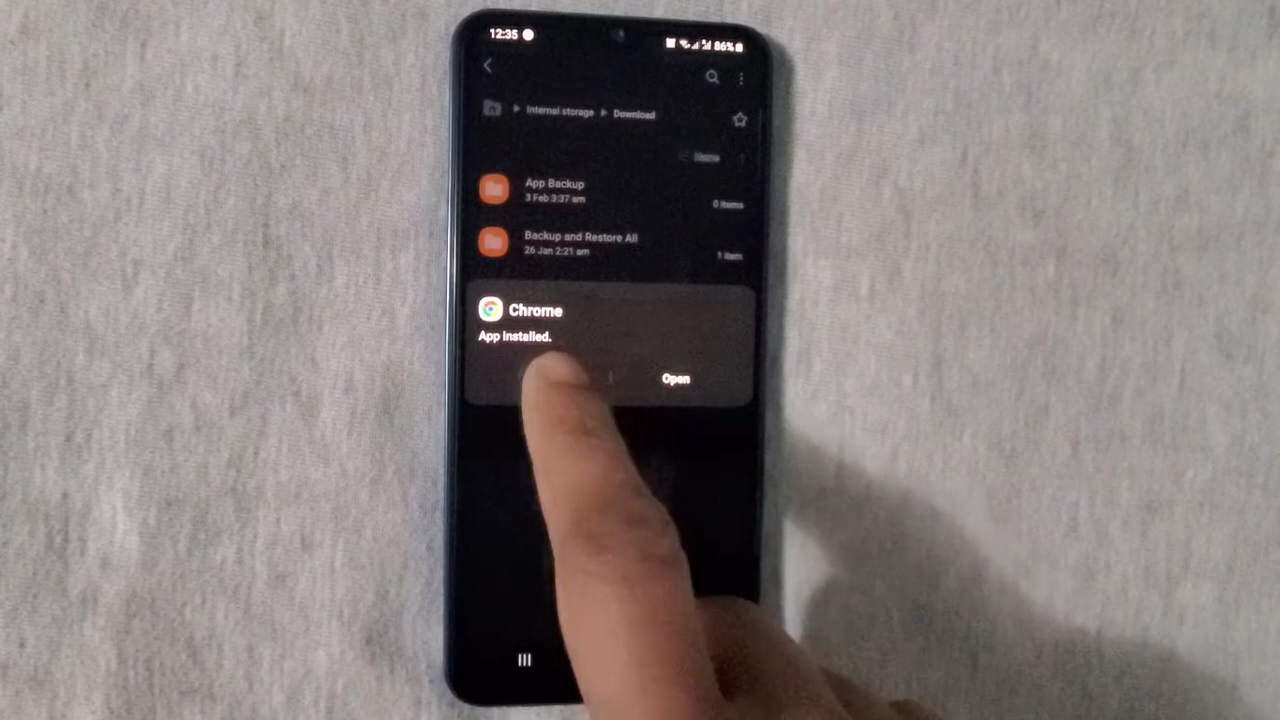 12:35
86%
Internal storage
Download
Name
App Backup
3 Feb 3:37 am
0 items
Backup and Restore All
26 Jan 2:21 am
1 item
Chrome
App installed.
Open